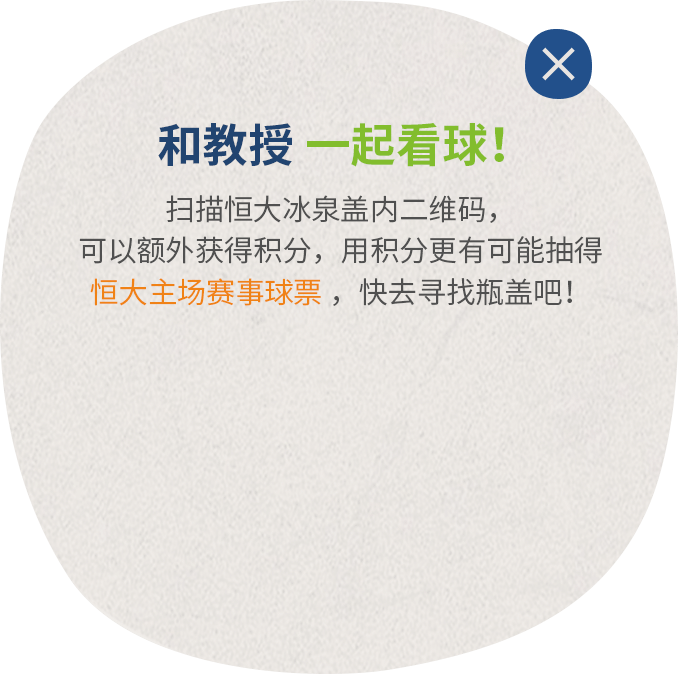 和教授 一起看球！
扫描恒大冰泉盖内二维码，
可以额外获得积分，用积分更有可能抽得
恒大主场赛事球票 ，快去寻找瓶盖吧！